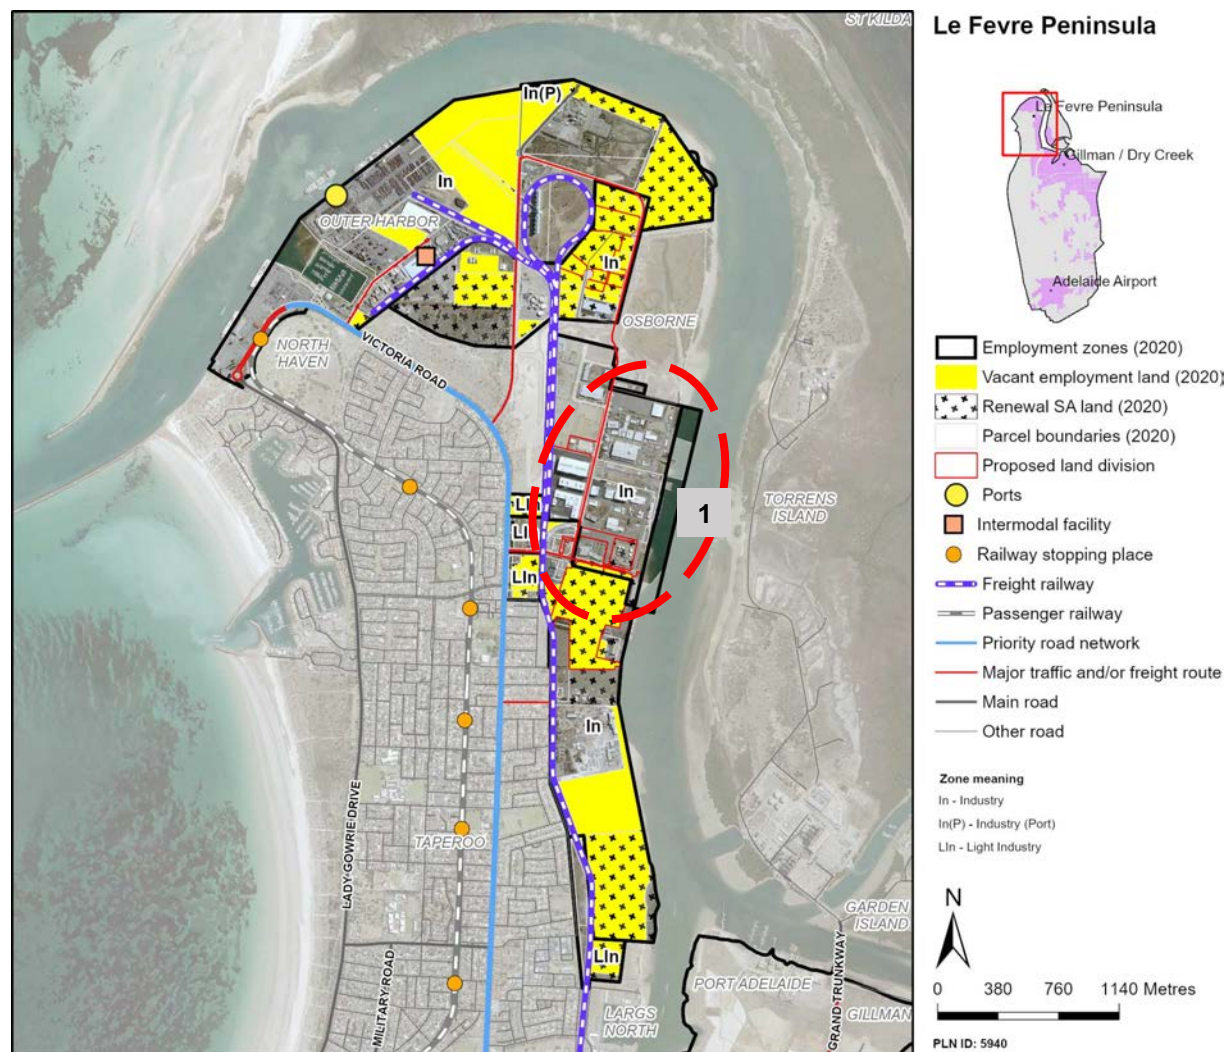 ST KILDA
In(P)
In
OUTER HARBOR
In
OSBORNE
NORTH
HAVEN
VICTORIA ROAD
LIn
LIn
LIn
In
1
TORRENS
ISLAND
In
LADY GOWRIE DRIVE
TAPEROO
MILITARY ROAD
LIn
LARGS
NORTH
PORT ADELAIDE
GARDEN
ISLAND
GRAND TRUNKWAY
GILLMAN
Le Fevre Peninsula
Le Fevre Peninsula
Gillman / Dry Creek
Adelaide Airport
Employment zones (2020)
Vacant employment land (2020)
Renewal SA land (2020)
Parcel boundaries (2020)
Proposed land division
Ports
Intermodal facility
Railway stopping place
Freight railway
Passenger railway
Priority road network
Major traffic and/or freight route
Main road
Other road
Zone meaning
In - Industry
In(P) - Industry (Port)
LIn - Light Industry
N
0 380 760 1140 Metres
PLN ID: 5940